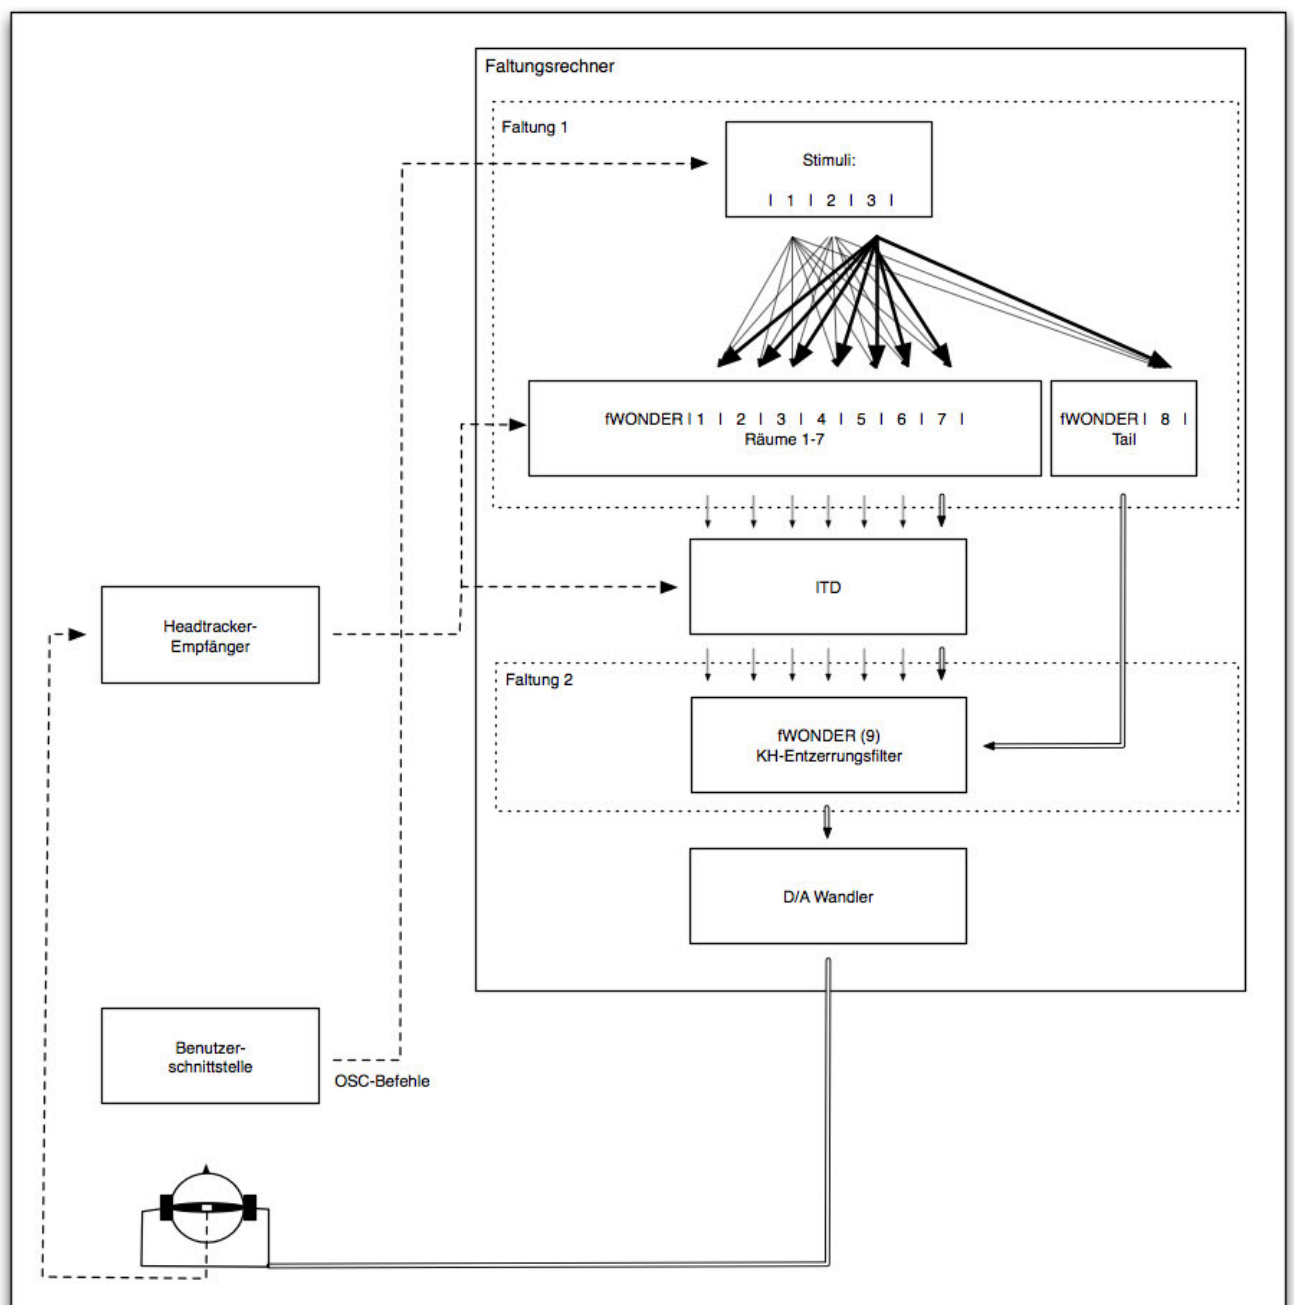 Faltungsrechner
Faltung 1
Stimuli:
| 1 | 2 | 3 |
fWONDER | 1 | 2 | 3 | 4 | 5 | 6 | 7 |
Räume 1-7
fWONDER | 8 |
Tail
ITD
Headtracker-
Empfänger
Faltung 2
fWONDER (9)
KH-Entzerrungsfilter
D/A Wandler
Benutzer-
schnittstelle
OSC-Befehle